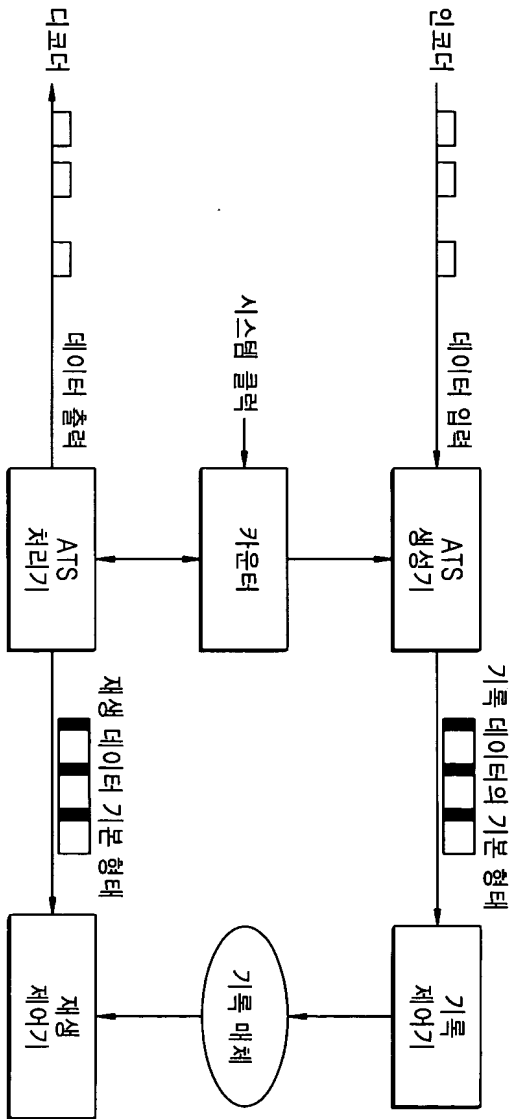 인코더
데이터 입력
ATS
생성기
기록 데이터의 기본 형태
기록
제어기
시스템 클럭
카운터
기록 매체
디코더
데이터 출력
ATS
처리기
재생 데이터 기본 형태
재생
제어기